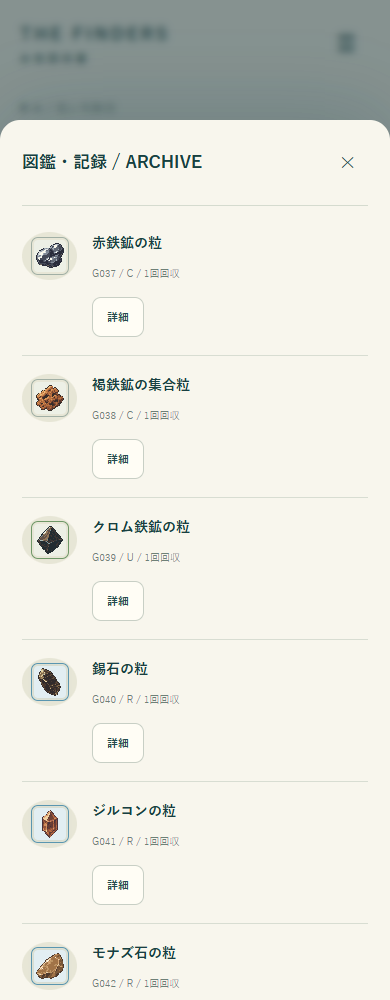 THE FINDERS
図鑑・記録 / ARCHIVE
赤鉄鉱の粒
G037 / C / 1回回収
詳細
褐鉄鉱の集合粒
G038 / C / 1回回収
詳細
クロム鉄鉱の粒
G039 / U / 1回回収
詳細
錫石の粒
G040 / R / 1回回収
詳細
ジルコンの粒
G041 / R / 1回回収
詳細
モナズ石の粒
G042 / R / 1回回収